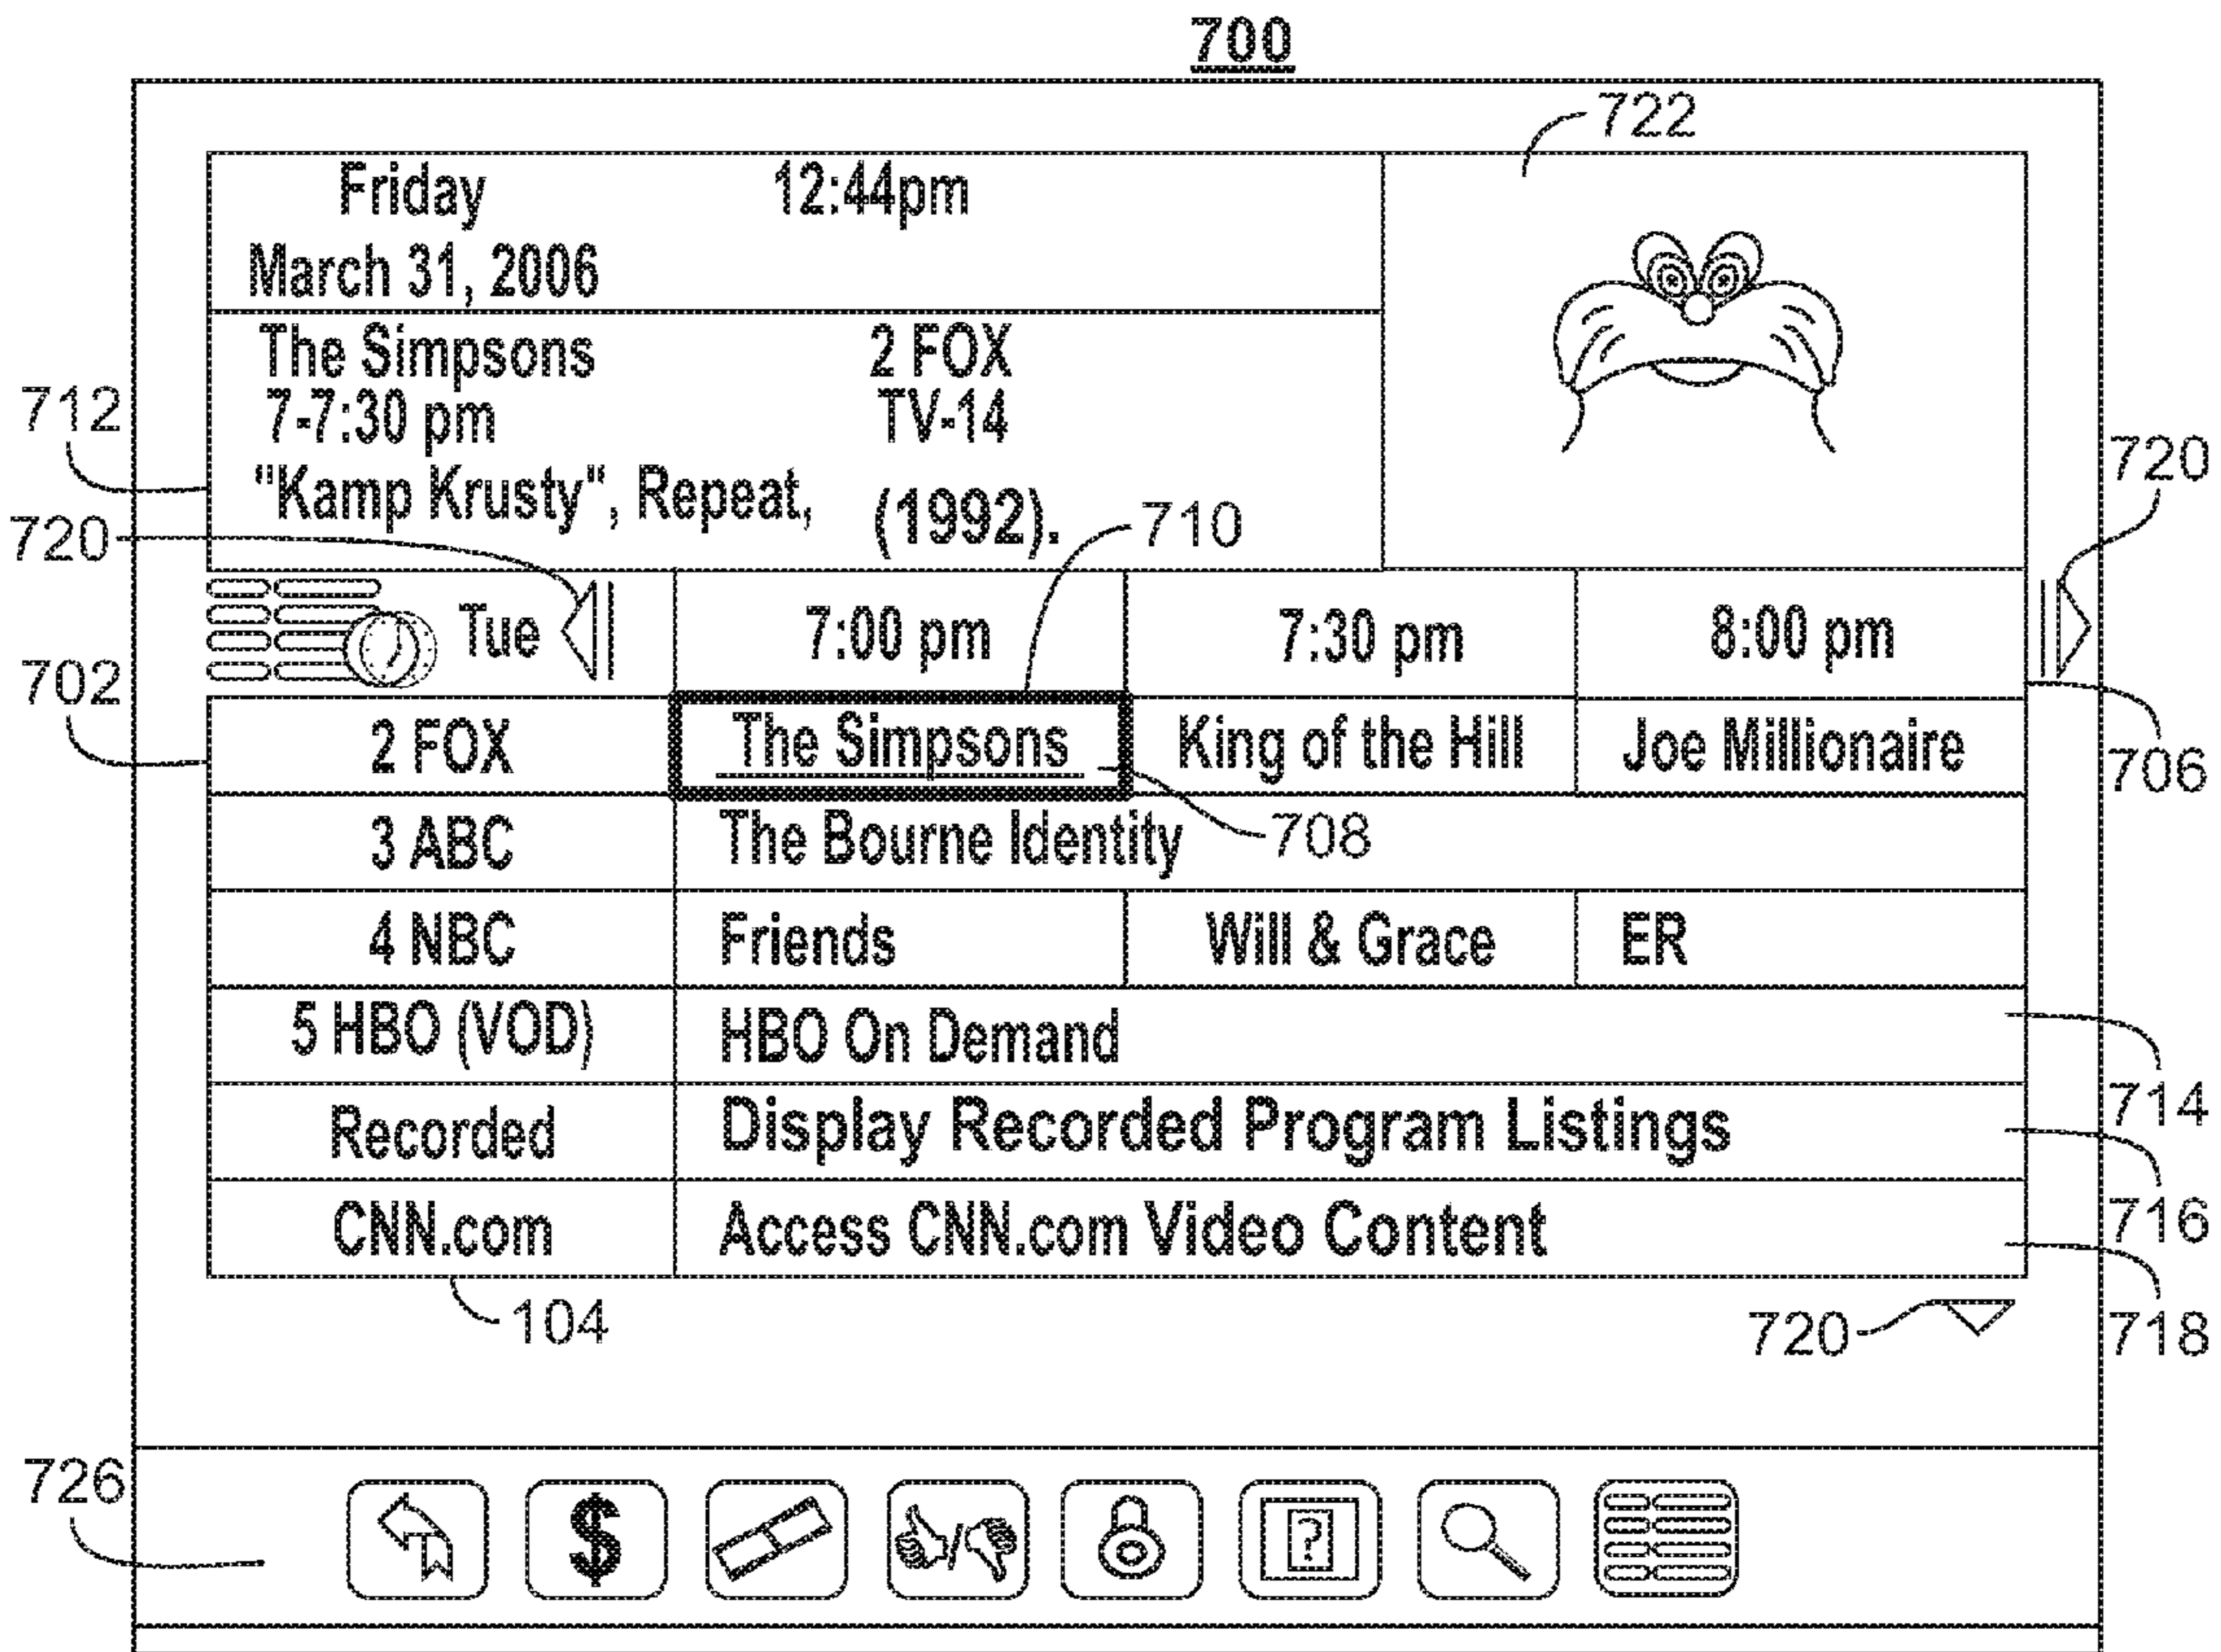 700
722
Friday 12:44pm
March 31, 2006
The Simpsons 2 FOX
712
7-7:30 pm TV-14
720
"Kamp Krusty", Repeat, (1992).
710
720
Tue 7:00 pm 7:30 pm 8:00 pm
702
2 FOX The Simpsons King of the Hill Joe Millionaire
706
3 ABC The Bourne Identity
708
4 NBC Friends Will & Grace ER
5 HBO (VOD) HBO On Demand
714
Recorded Display Recorded Program Listings
716
CNN.com Access CNN.com Video Content
104
720
718
726
$ / ?